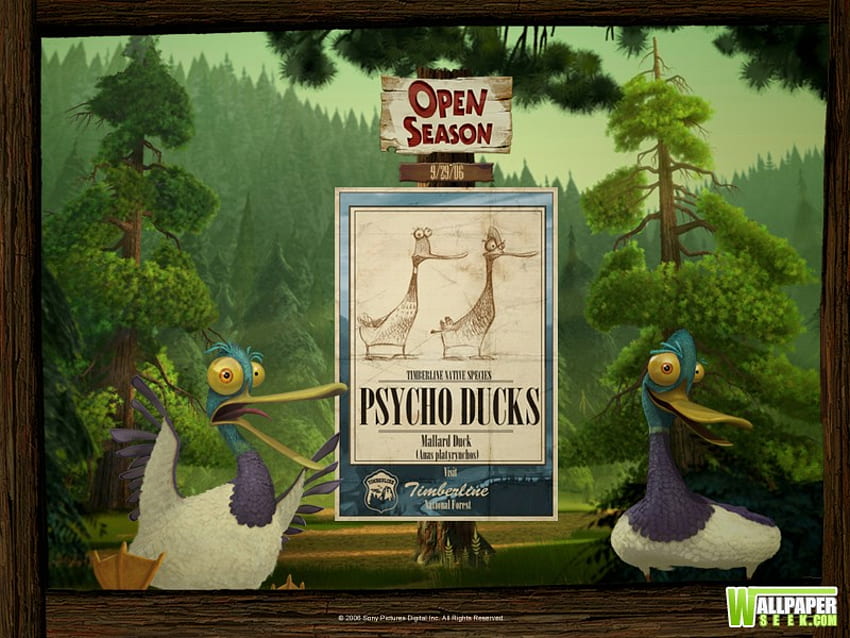 OPEN
SEASON
9/29/06
TIMBERLINE NATIVE SPECIES
PSYCHO DUCKS
Mallard Duck
(Anas platyrynchos)
Visit
TIMBERLINE
Timberline
National Forest
© 2006 Sony Pictures Digital Inc. All Rights Reserved.
WALLPAPER
SEEK.COM